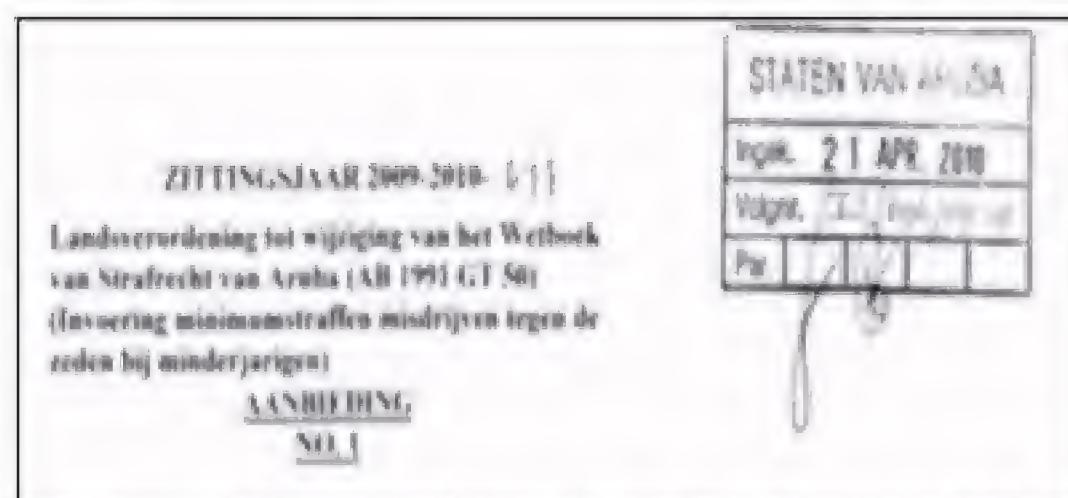 STATEN VAN ARUBA
Ingek. 21 APR. 2010
Volgnr.
Par.
ZITTINGSJAAR 2009-2010-
Landsverordening tot wijziging van het Wetboek
van Strafrecht van Aruba (AB 1991 GT 50)
(Invoering minimumstraffen misdrijven tegen de
zeden bij minderjarigen)
AANBIEDING
NO. 1